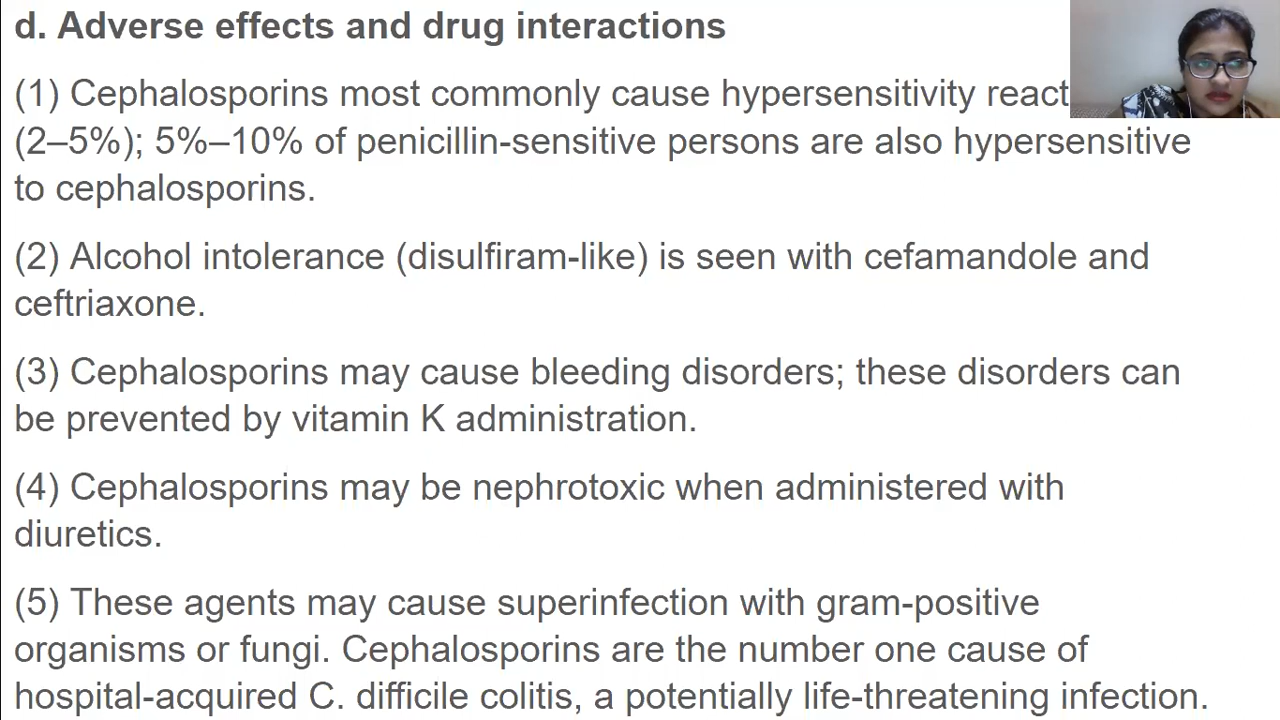 d. Adverse effects and drug interactions
(1) Cephalosporins most commonly cause hypersensitivity react
(2–5%); 5%–10% of penicillin-sensitive persons are also hypersensitive
to cephalosporins.
(2) Alcohol intolerance (disulfiram-like) is seen with cefamandole and
ceftriaxone.
(3) Cephalosporins may cause bleeding disorders; these disorders can
be prevented by vitamin K administration.
(4) Cephalosporins may be nephrotoxic when administered with
diuretics.
(5) These agents may cause superinfection with gram-positive
organisms or fungi. Cephalosporins are the number one cause of
hospital-acquired C. difficile colitis, a potentially life-threatening infection.